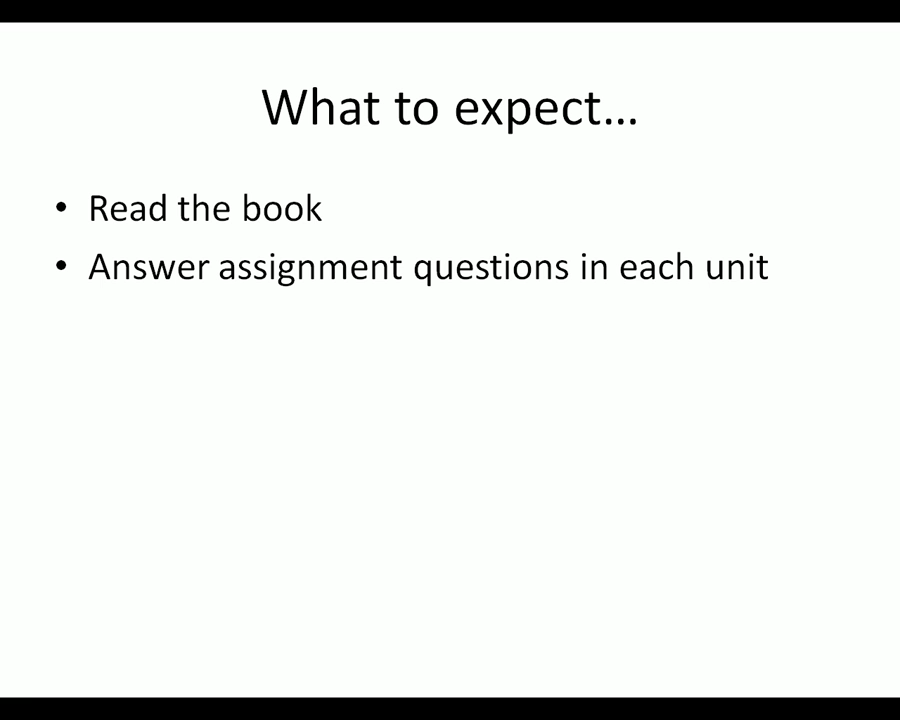 What to expect…
• Read the book
• Answer assignment questions in each unit